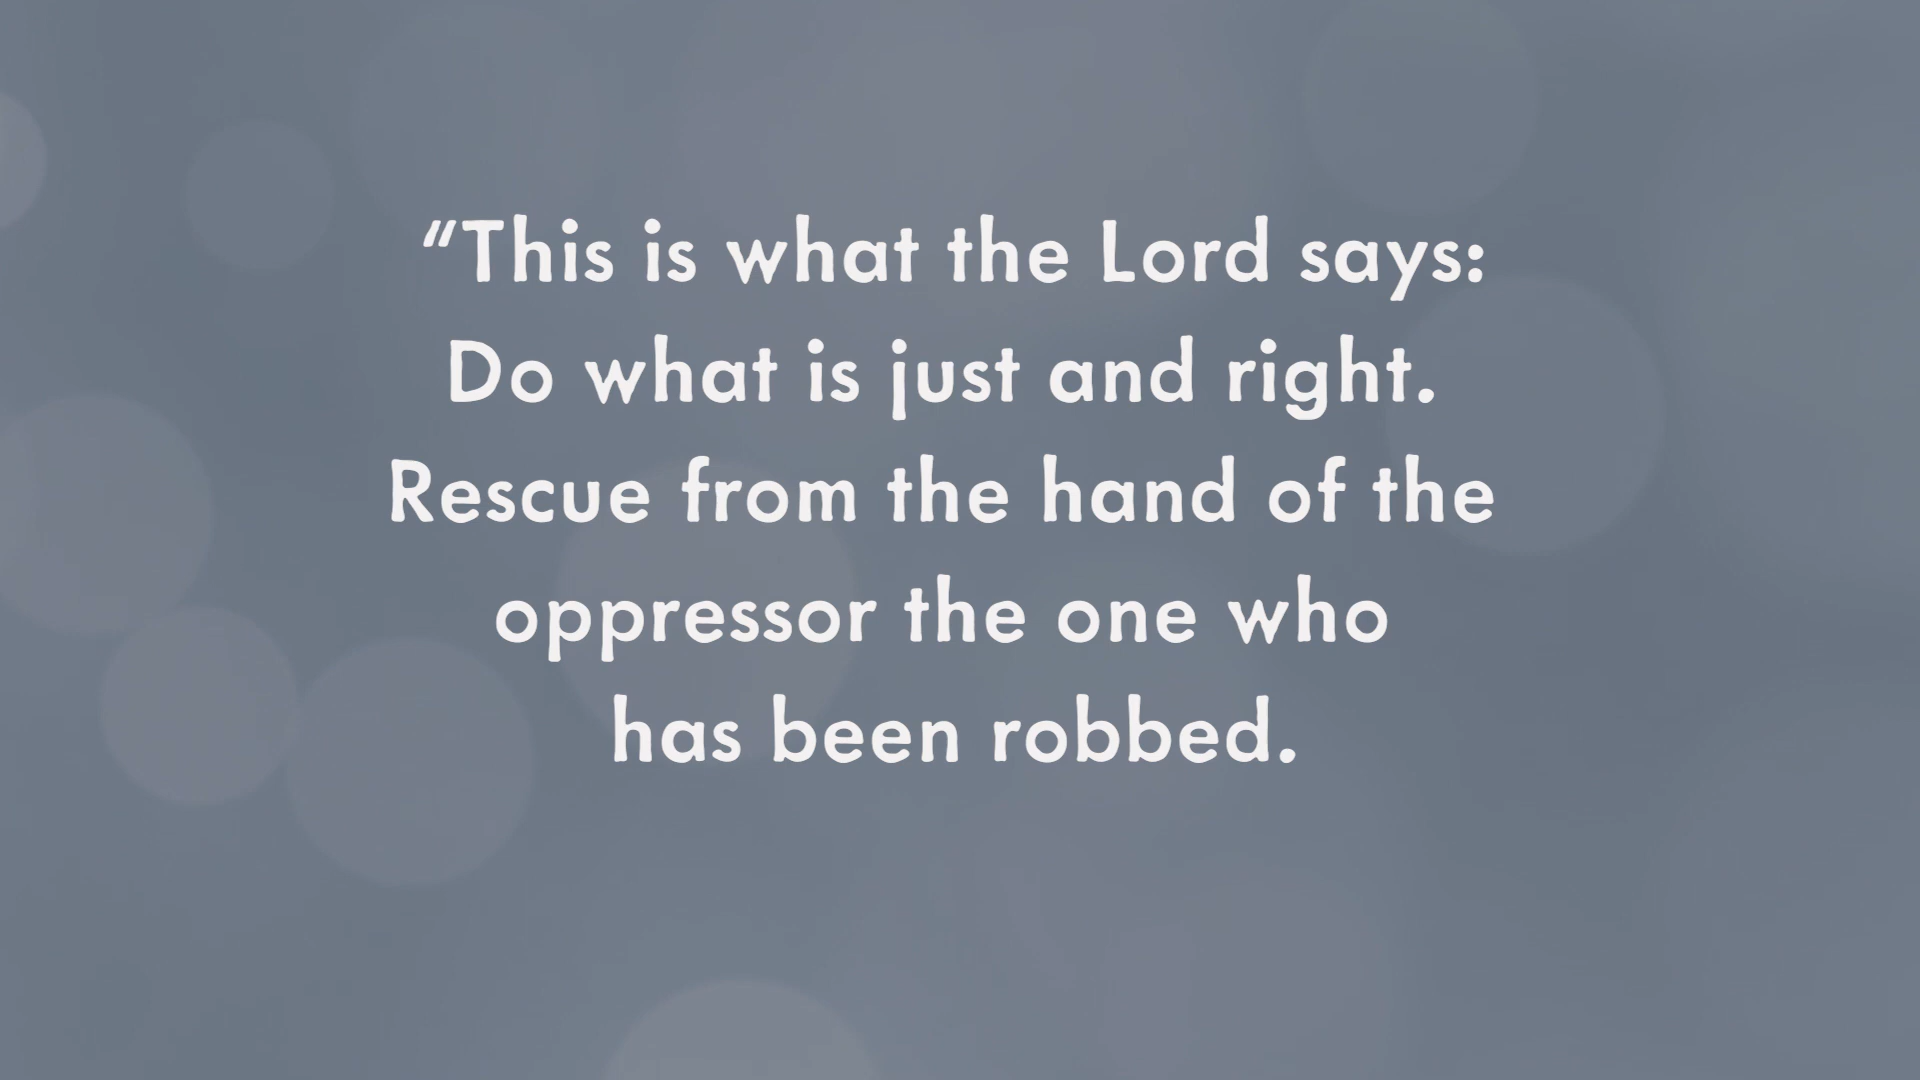 “This is what the Lord says:
Do what is just and right.
Rescue from the hand of the
oppressor the one who
has been robbed.